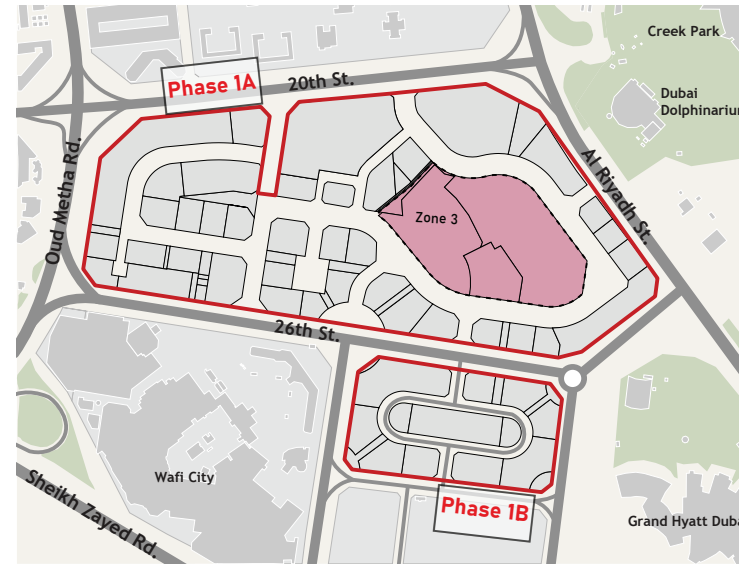 Creek Park
Phase 1A
20th St.
Dubai
Dolphinarium
Oud Metha Rd.
Al Riyadh St.
Zone 3
26th St.
Wafi City
Sheikh Zayed Rd.
Phase 1B
Grand Hyatt Duba